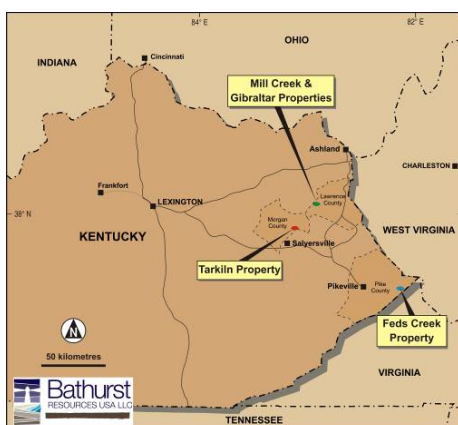 84 E
82 E
OHIO
INDIANA
Cincinnati
Mill Creek &
Gibraltar Properties
Ashland
CHARLESTON
Frankfort
LEXINGTON
Lawrence
County
38° N
Morgan
County
WEST VIRGINIA
KENTUCKY
Salyersville
Tarkiln Property
Pikeville
Pike
County
Feds Creek
Property
N
50 kilometres
VIRGINIA
Bathurst
RESOURCES USA LLC
TENNESSEE